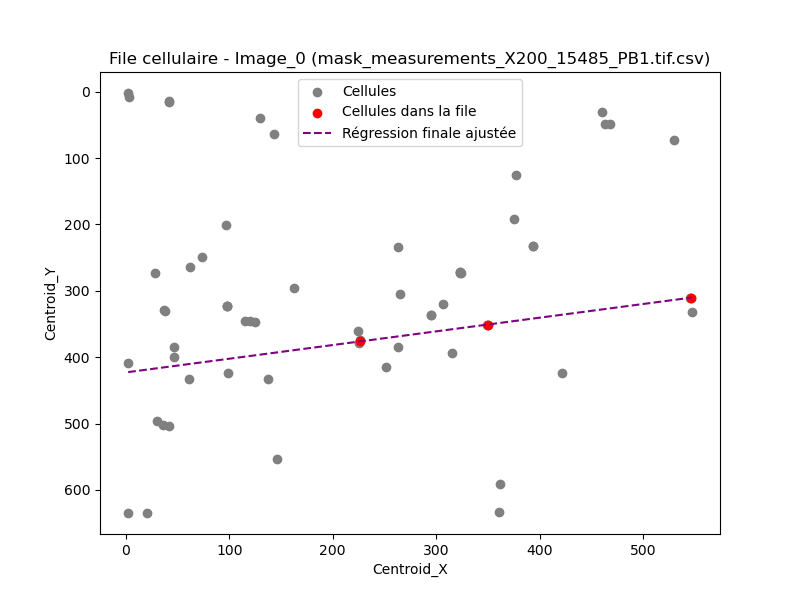 File cellulaire - Image_0 (mask_measurements_X200_15485_PB1.tif.csv)
Cellules
Cellules dans la file
Régression finale ajustée
0
100
200
300
400
500
600
Centroid_Y
0 100 200 300 400 500
Centroid_X